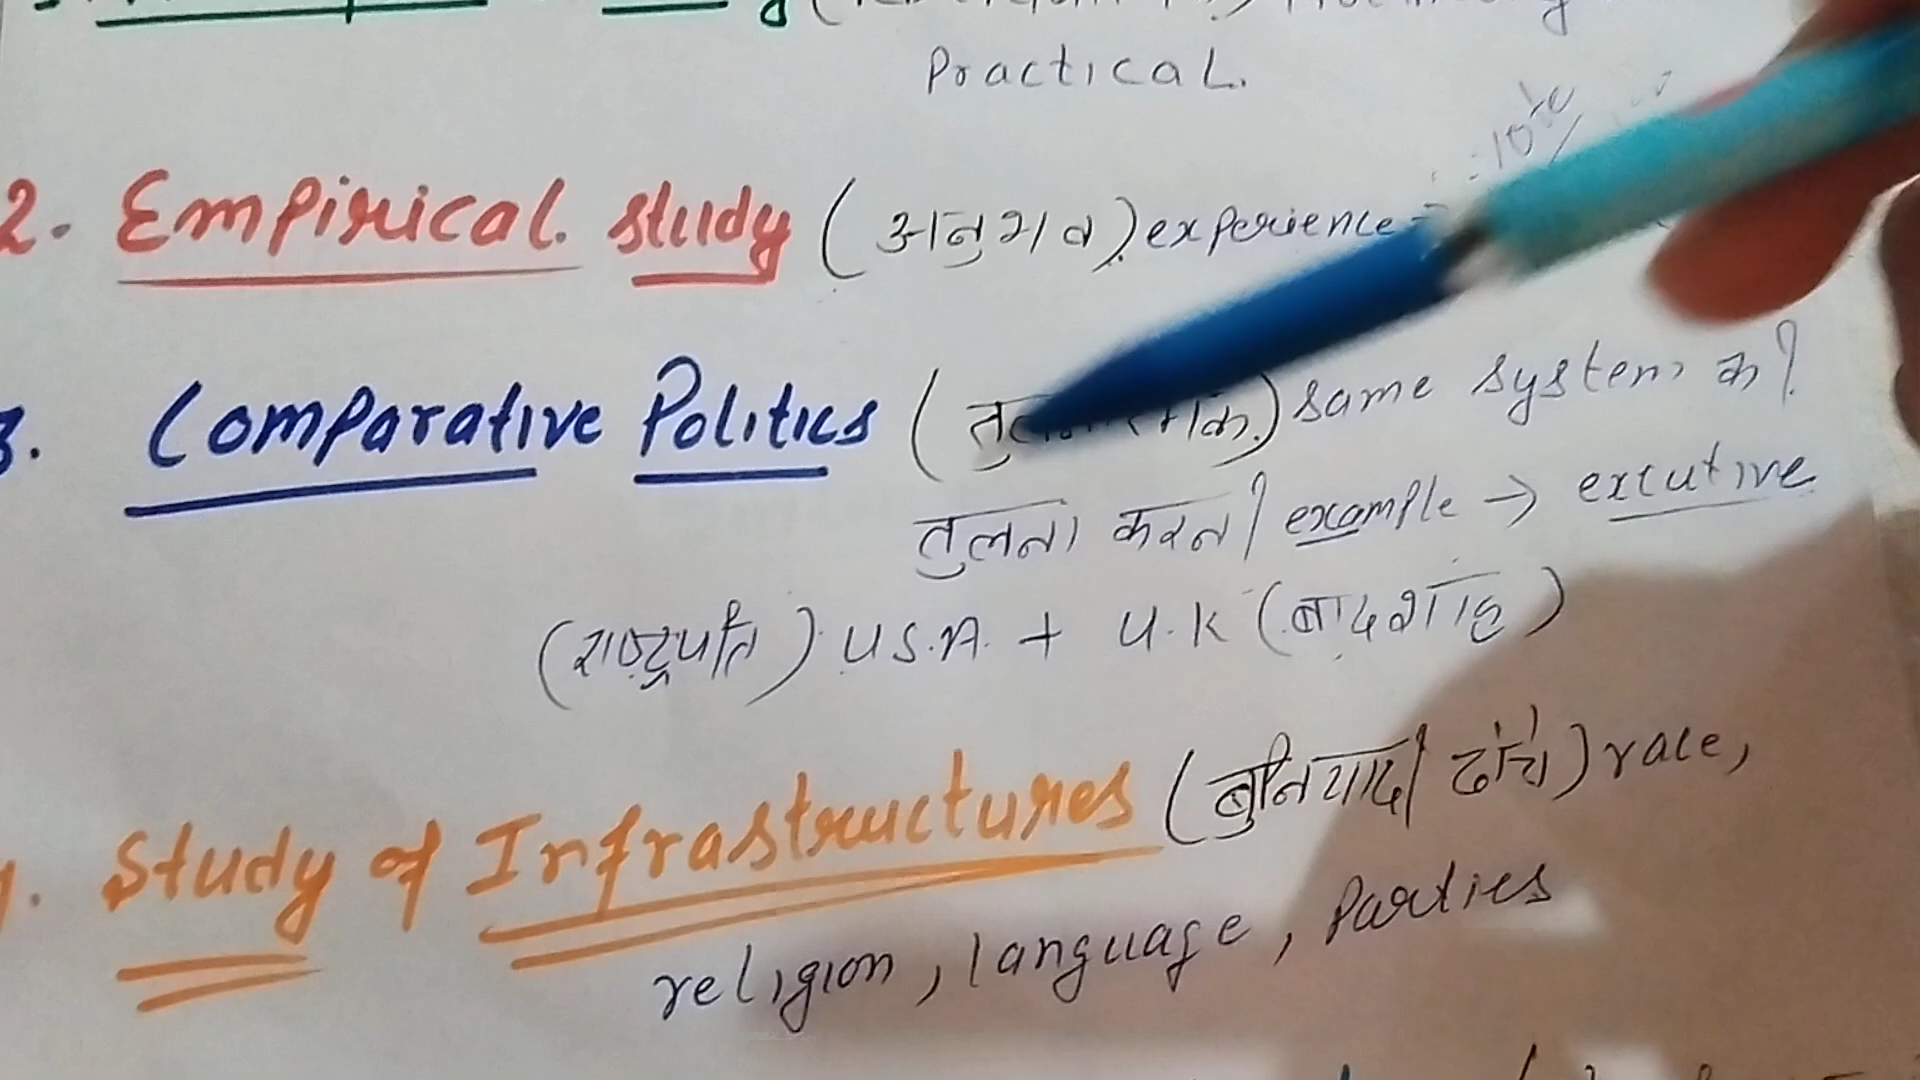 Practical.
2. Empirical study (अनुभव) experience
3. Comparative Politics ( same system की
तुलना करना example → excutive
(राष्ट्रपति) U.S.A. + U.K (बादशाह)
Study of Infrastructures (बुनियादी ढांचे) race,
religion, language, Parties